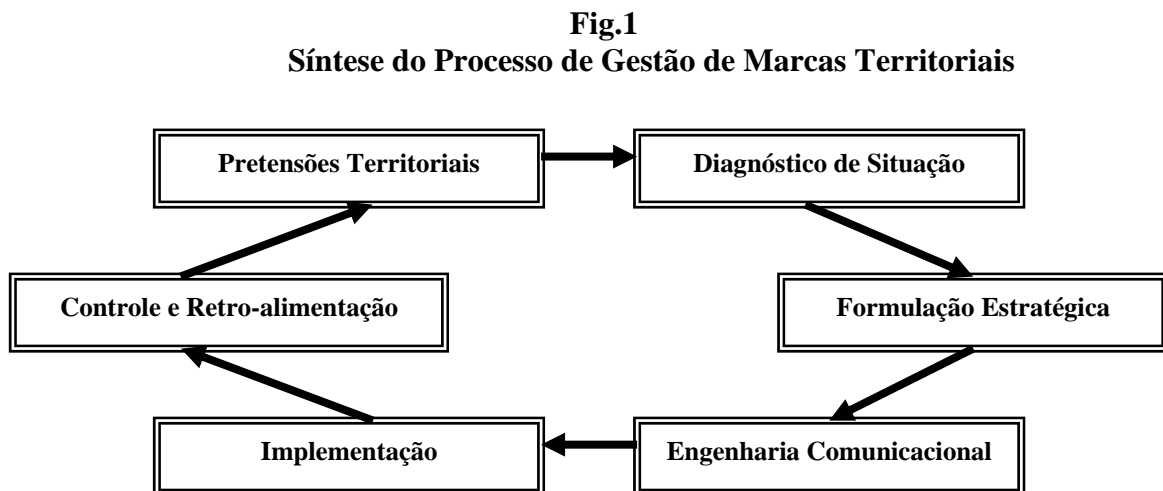 Fig.1
Síntese do Processo de Gestão de Marcas Territoriais
Pretensões Territoriais
Diagnóstico de Situação
Controle e Retro-alimentação
Formulação Estratégica
Implementação
Engenharia Comunicacional